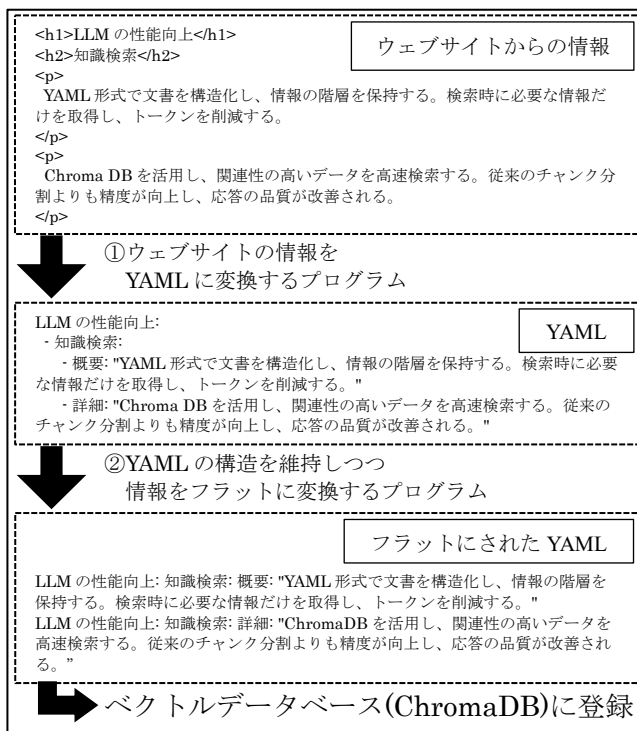 <h1>LLM の性能向上</h1>
ウェブサイトからの情報
<h2>知識検索</h2>
<p>
YAML 形式で文書を構造化し、情報の階層を保持する。検索時に必要な情報だ
けを取得し、トークンを削減する。
</p>
<p>
Chroma DB を活用し、関連性の高いデータを高速検索する。従来のチャンク分
割よりも精度が向上し、応答の品質が改善される。
</p>
①ウェブサイトの情報を
YAML に変換するプログラム
YAML
LLM の性能向上:
- 知識検索:
- 概要: "YAML 形式で文書を構造化し、情報の階層を保持する。検索時に必要
な情報だけを取得し、トークンを削減する。"
- 詳細: "Chroma DB を活用し、関連性の高いデータを高速検索する。従来の
チャンク分割よりも精度が向上し、応答の品質が改善される。"
②YAML の構造を維持しつつ
情報をフラットに変換するプログラム
フラットにされた YAML
LLM の性能向上: 知識検索: 概要: "YAML 形式で文書を構造化し、情報の階層を
保持する。検索時に必要な情報だけを取得し、トークンを削減する。"
LLM の性能向上: 知識検索: 詳細: "ChromaDB を活用し、関連性の高いデータを
高速検索する。従来のチャンク分割よりも精度が向上し、応答の品質が改善され
る。”
ベクトルデータベース(ChromaDB)に登録